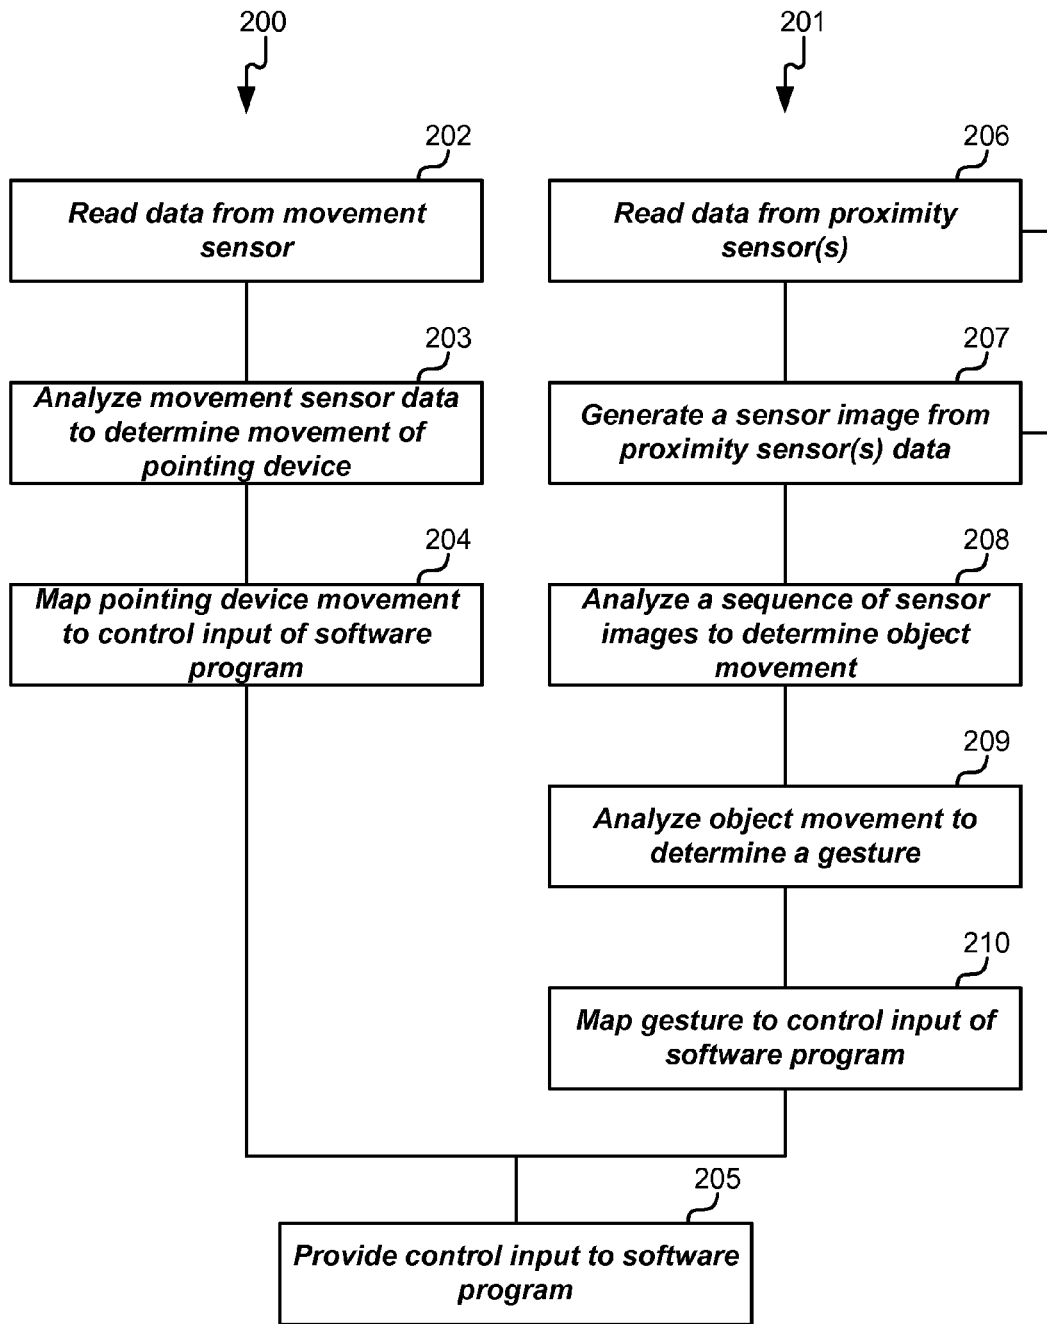 200
202
Read data from movement
sensor
203
Analyze movement sensor data
to determine movement of
pointing device
204
Map pointing device movement
to control input of software
program
201
206
Read data from proximity
sensor(s)
207
Generate a sensor image from
proximity sensor(s) data
208
Analyze a sequence of sensor
images to determine object
movement
209
Analyze object movement to
determine a gesture
210
Map gesture to control input of
software program
205
Provide control input to software
program